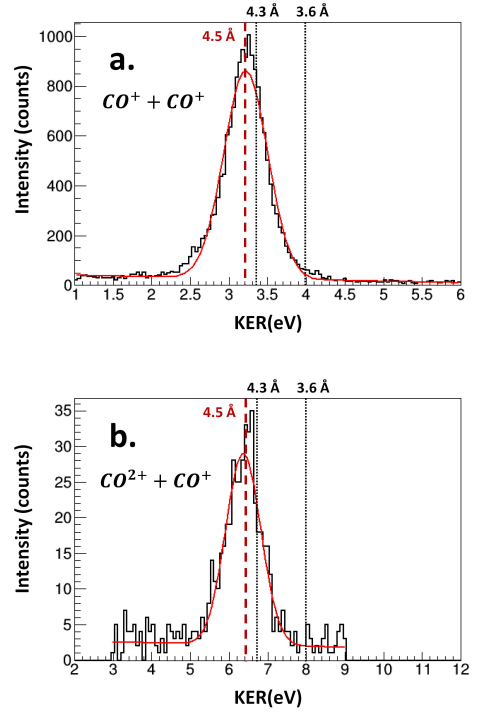 4.3 Å 3.6 Å
4.5 Å
1000
a.
800
CO⁺ + CO⁺
600
400
200
0
Intensity (counts)
1 1.5 2 2.5 3 3.5 4 4.5 5 5.5 6
KER(eV)
4.3 Å 3.6 Å
4.5 Å
35
b.
30
CO²⁺ + CO⁺
25
20
15
10
5
0
Intensity (counts)
2 3 4 5 6 7 8 9 10 11 12
KER(eV)